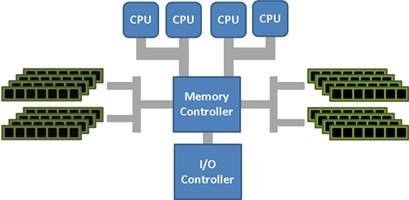 CPU
CPU
CPU
CPU
Memory
Controller
I/O
Controller